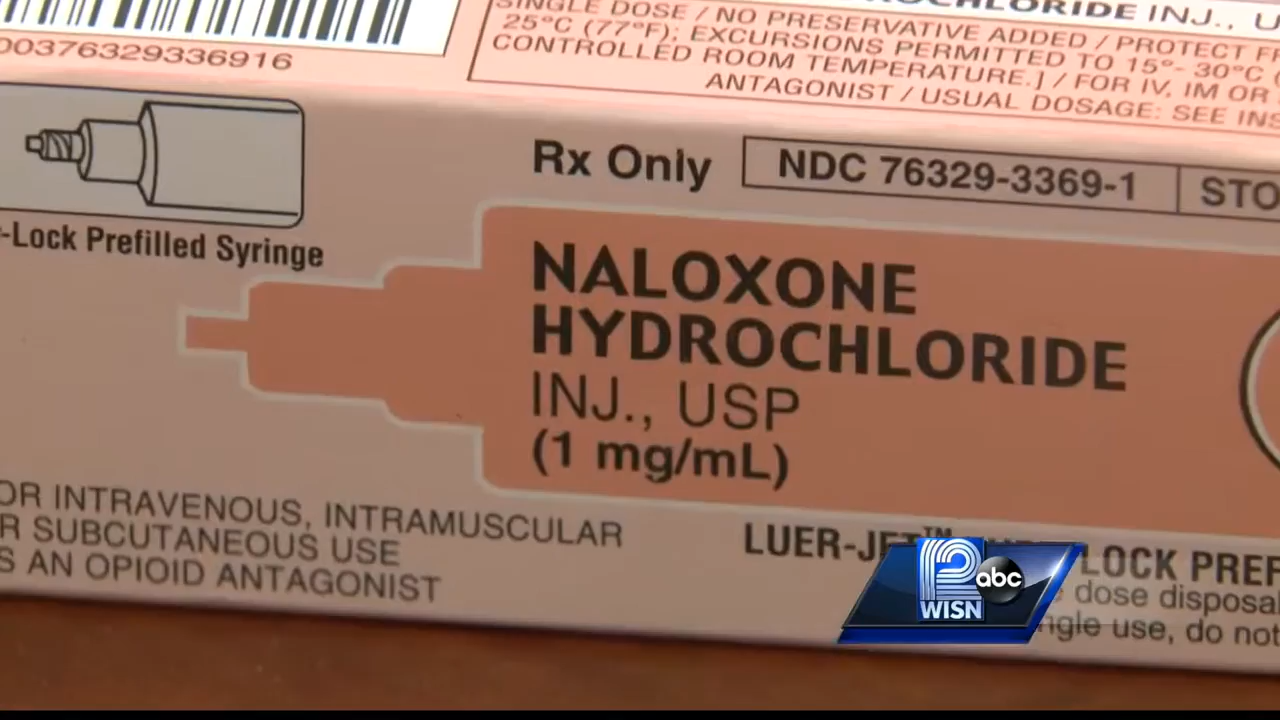 HYDROCHLORIDE INJ., U
SINGLE DOSE / NO PRESERVATIVE ADDED / PROTECT FR
25°C (77°F); EXCURSIONS PERMITTED TO 15°- 30°C (
CONTROLLED ROOM TEMPERATURE.] / FOR IV, IM OR
ANTAGONIST / USUAL DOSAGE: SEE INS
00376329336916
Rx Only
NDC 76329-3369-1
STO
-Lock Prefilled Syringe
NALOXONE
HYDROCHLORIDE
INJ., USP
(1 mg/mL)
OR INTRAVENOUS, INTRAMUSCULAR
R SUBCUTANEOUS USE
S AN OPIOID ANTAGONIST
LUER-JET™ LOCK PREF
dose disposa
ngle use, do not
12
abc
WISN